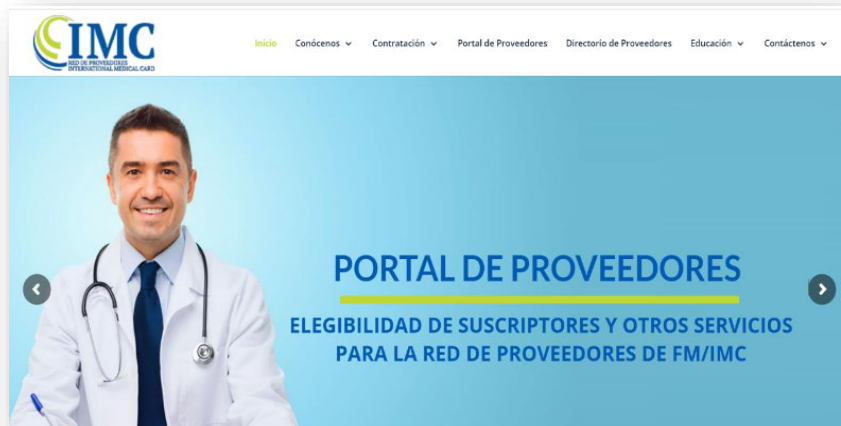 IMC
RED DE PROVEEDORES
INTERNATIONAL MEDICAL CARD
Inicio Conócenos Contratación Portal de Proveedores Directorio de Proveedores Educación Contáctenos
PORTAL DE PROVEEDORES
ELEGIBILIDAD DE SUSCRIPTORES Y OTROS SERVICIOS
PARA LA RED DE PROVEEDORES DE FM/IMC